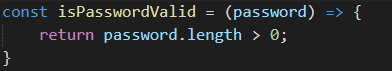 const isPasswordValid = (password) => {
    return password.length > 0;
}